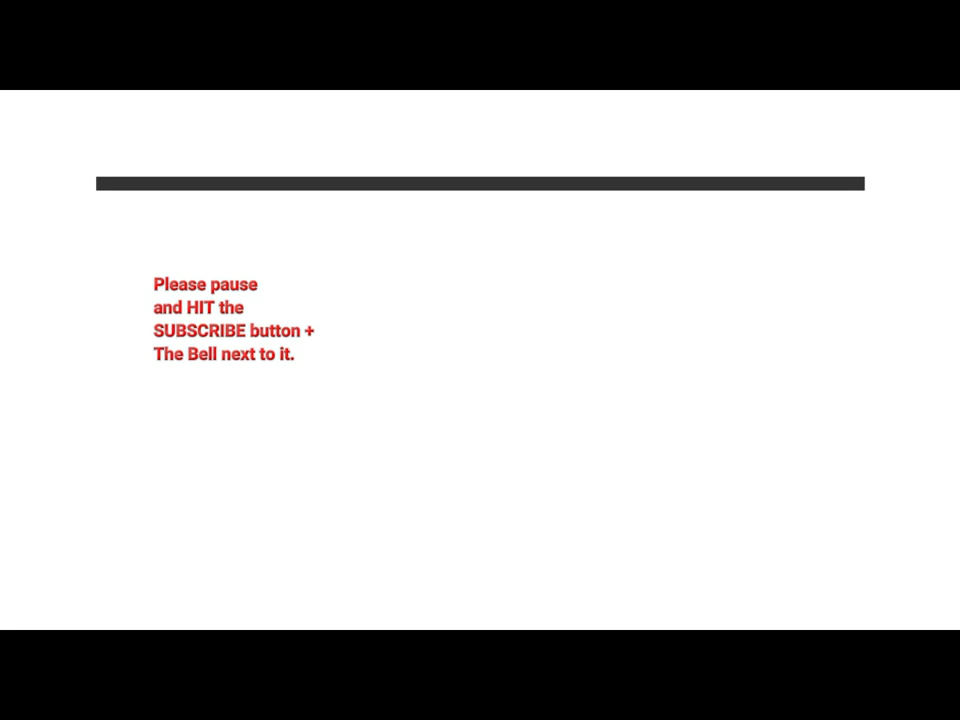 Please pause
and HIT the
SUBSCRIBE button +
The Bell next to it.